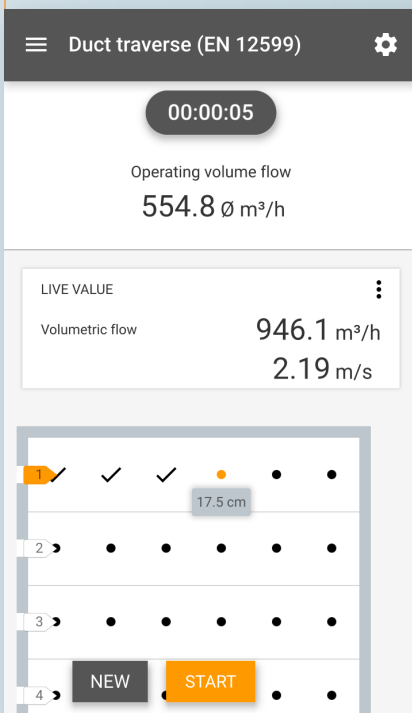 Duct traverse (EN 12599)
00:00:05
Operating volume flow
554.8 Ø m³/h
LIVE VALUE
Volumetric flow 946.1 m³/h
2.19 m/s
1
17.5 cm
2
3
4
NEW START